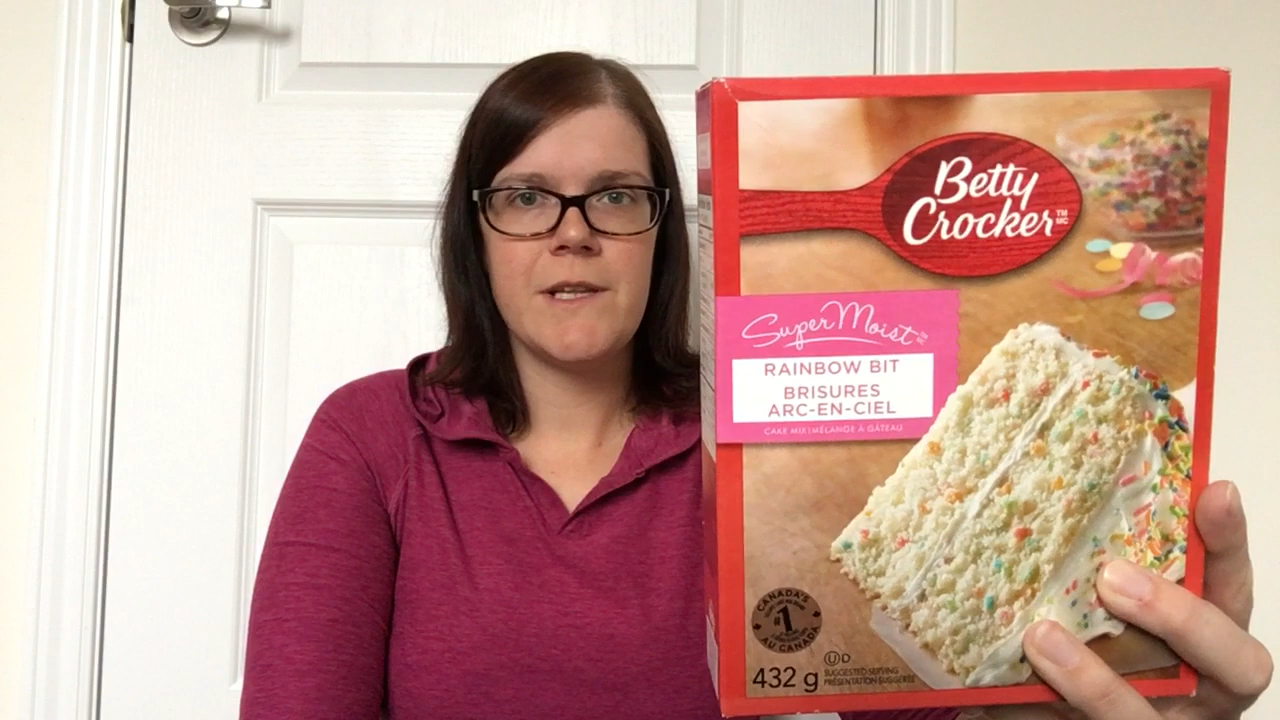 Betty
Crocker TM
MC
Super Moist
RAINBOW BIT
BRISURES
ARC-EN-CIEL
CAKE MIX | MÉLANGE À GÂTEAU
CANADA'S
#1
AU CANADA
432 g
U D
SUGGESTED SERVING
PRÉSENTATION SUGGÉRÉE